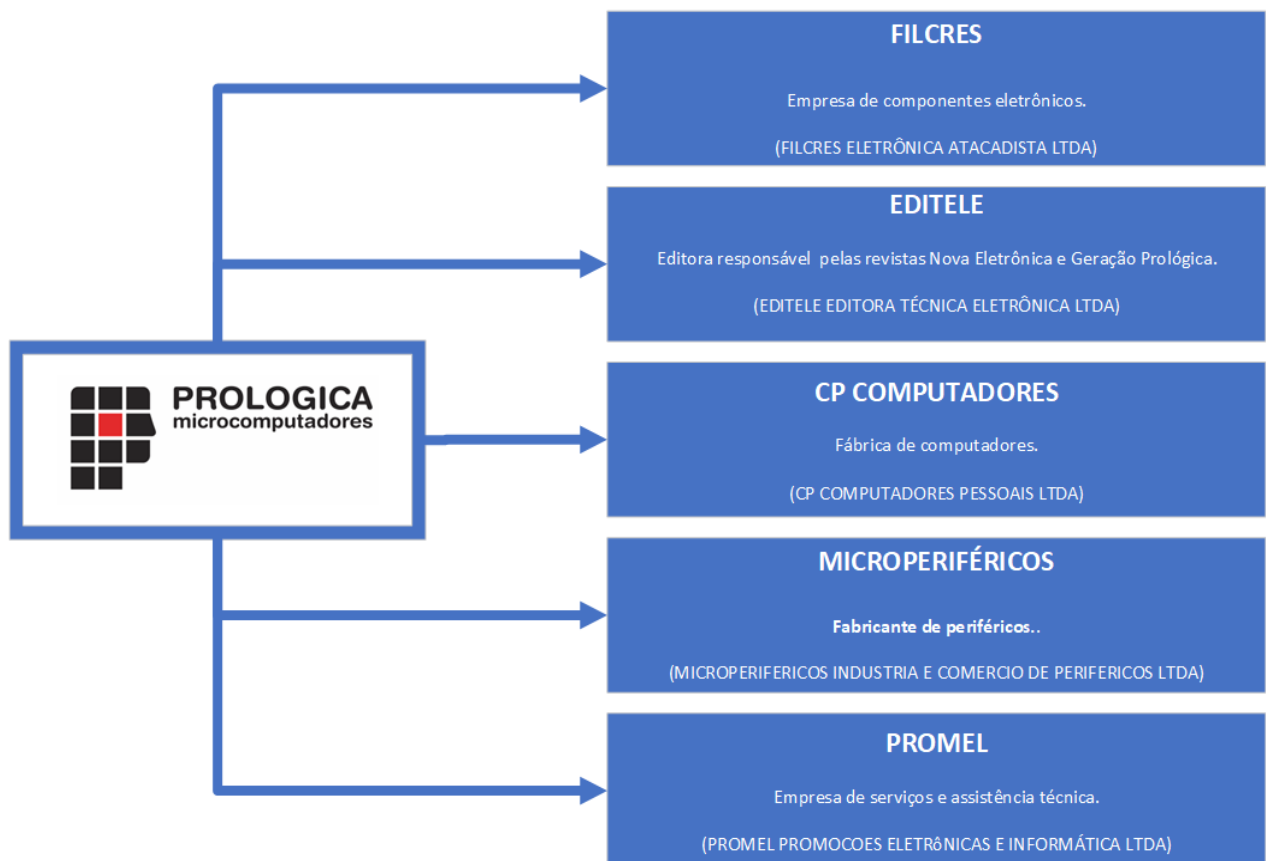 PROLOGICA
microcomputadores
FILCRES
Empresa de componentes eletrônicos.
(FILCRES ELETRÔNICA ATACADISTA LTDA)
EDITELE
Editora responsável pelas revistas Nova Eletrônica e Geração Prológica.
(EDITELE EDITORA TÉCNICA ELETRÔNICA LTDA)
CP COMPUTADORES
Fábrica de computadores.
(CP COMPUTADORES PESSOAIS LTDA)
MICROPERIFÉRICOS
Fabricante de periféricos..
(MICROPERIFERICOS INDUSTRIA E COMERCIO DE PERIFERICOS LTDA)
PROMEL
Empresa de serviços e assistência técnica.
(PROMEL PROMOCOES ELETRôNICAS E INFORMÁTICA LTDA)